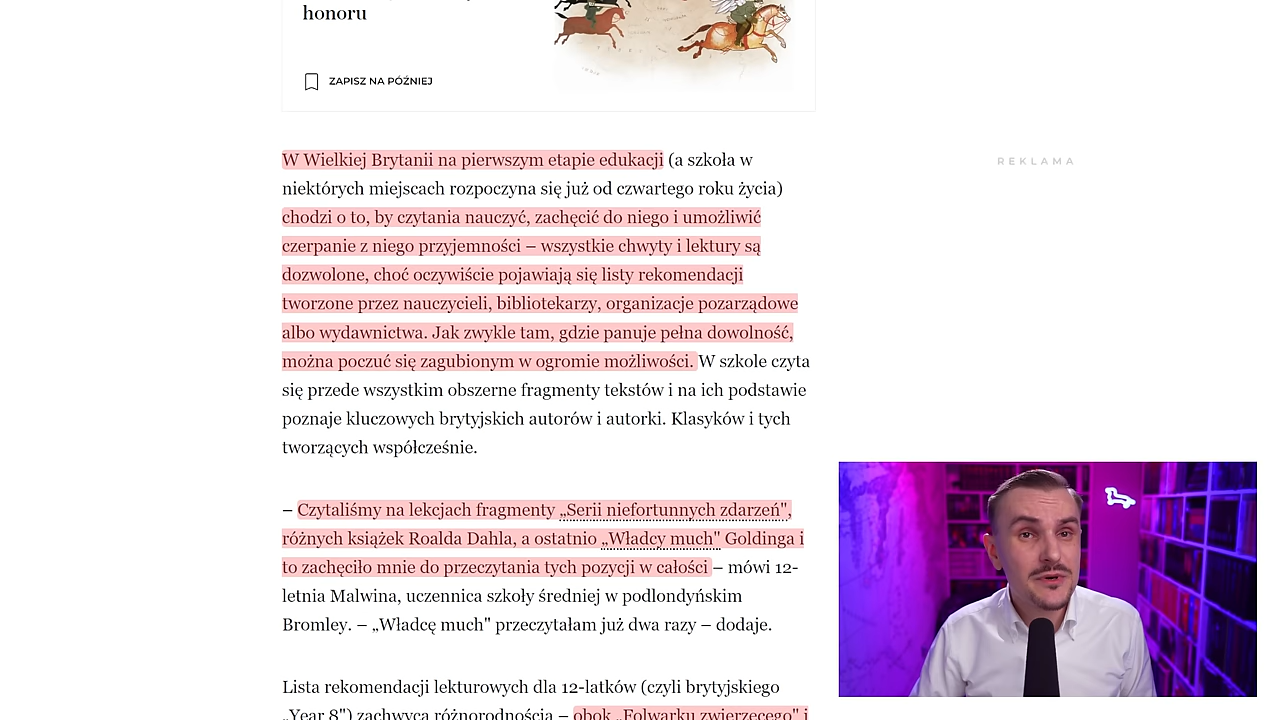 honoru
ZAPISZ NA PÓŹNIEJ
W Wielkiej Brytanii na pierwszym etapie edukacji (a szkoła w
niektórych miejscach rozpoczyna się już od czwartego roku życia)
chodzi o to, by czytania nauczyć, zachęcić do niego i umożliwić
czerpanie z niego przyjemności – wszystkie chwyty i lektury są
dozwolone, choć oczywiście pojawiają się listy rekomendacji
tworzone przez nauczycieli, bibliotekarzy, organizacje pozarządowe
albo wydawnictwa. Jak zwykle tam, gdzie panuje pełna dowolność,
można poczuć się zagubionym w ogromie możliwości. W szkole czyta
się przede wszystkim obszerne fragmenty tekstów i na ich podstawie
poznaje kluczowych brytyjskich autorów i autorki. Klasyków i tych
tworzących współcześnie.
– Czytaliśmy na lekcjach fragmenty „Serii niefortunnych zdarzeń",
różnych książek Roalda Dahla, a ostatnio „Władcy much" Goldinga i
to zachęciło mnie do przeczytania tych pozycji w całości – mówi 12-
letnia Malwina, uczennica szkoły średniej w podlondyńskim
Bromley. – „Władcę much" przeczytałam już dwa razy – dodaje.
Lista rekomendacji lekturowych dla 12-latków (czyli brytyjskiego
„Year 8") zachwyca różnorodnością – obok „Folwarku zwierzęcego" i
REKLAMA